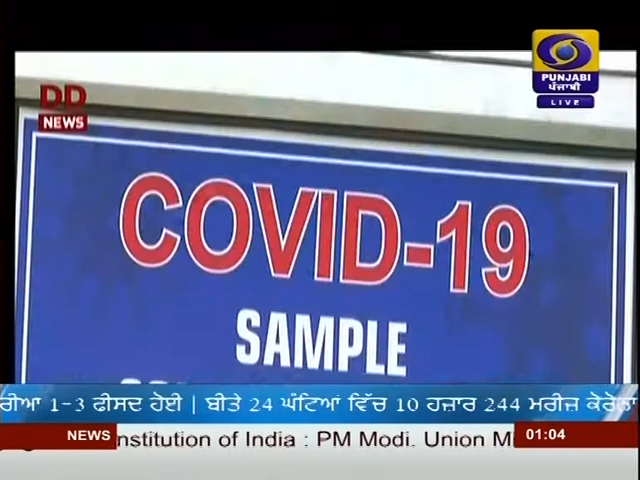 PUNJABI
ਪੰਜਾਬੀ
LIVE
DD
NEWS
COVID-19
SAMPLE
1-3 ਫੀਸਦ ਹੋਈ | ਬੀਤੇ 24 ਘੰਟਿਆਂ ਵਿੱਚ 10 ਹਜ਼ਾਰ 244 ਮਰੀਜ਼
NEWS of India : PM Modi. Union 01:04